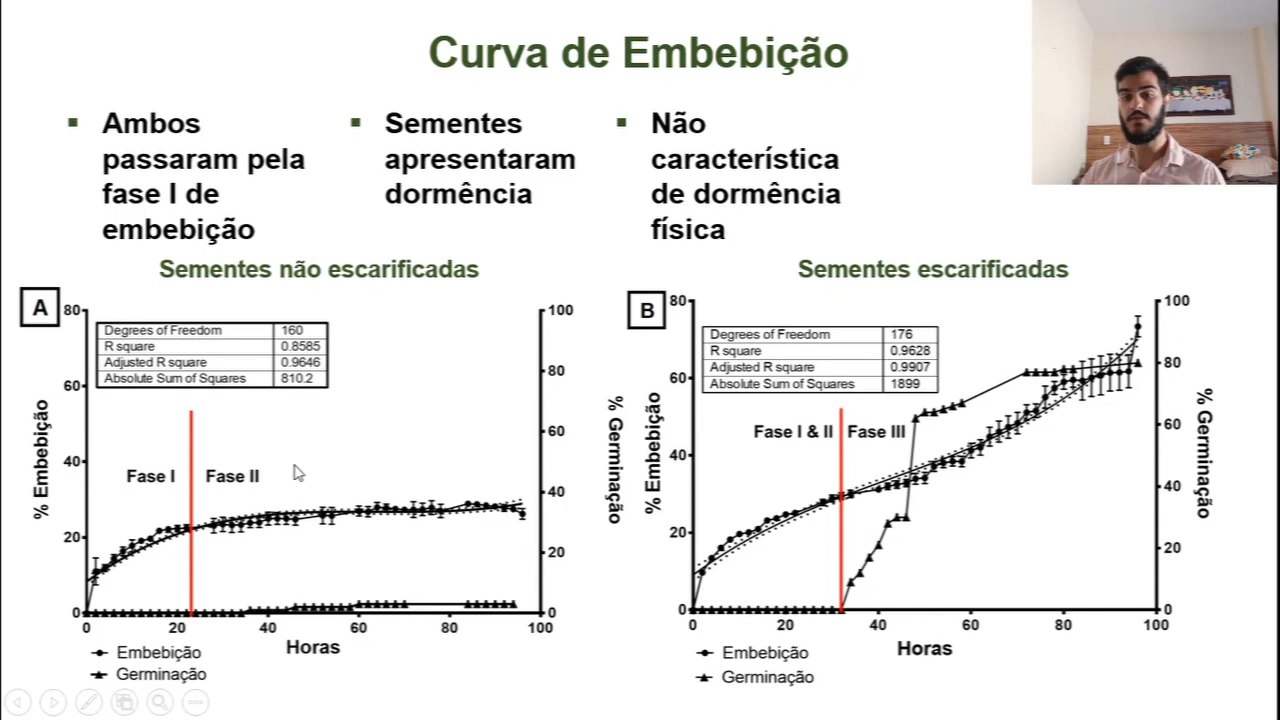 Curva de Embebição
▪ Ambos
passaram pela
fase I de
embebição
▪ Sementes
apresentaram
dormência
▪ Não
característica
de dormência
física
Sementes não escarificadas
A
80
60
40
20
0
100
80
60
40
20
0
% Embebição
% Germinação
Degrees of Freedom 160
R square 0.8585
Adjusted R square 0.9646
Absolute Sum of Squares 810.2
Fase I Fase II
0 20 40 60 80 100
Horas
Embebição
Germinação
Sementes escarificadas
B
80
60
40
20
0
100
80
60
40
20
0
% Embebição
% Germinação
Degrees of Freedom 176
R square 0.9628
Adjusted R square 0.9907
Absolute Sum of Squares 1899
Fase I & II Fase III
0 20 40 60 80 100
Horas
Embebição
Germinação